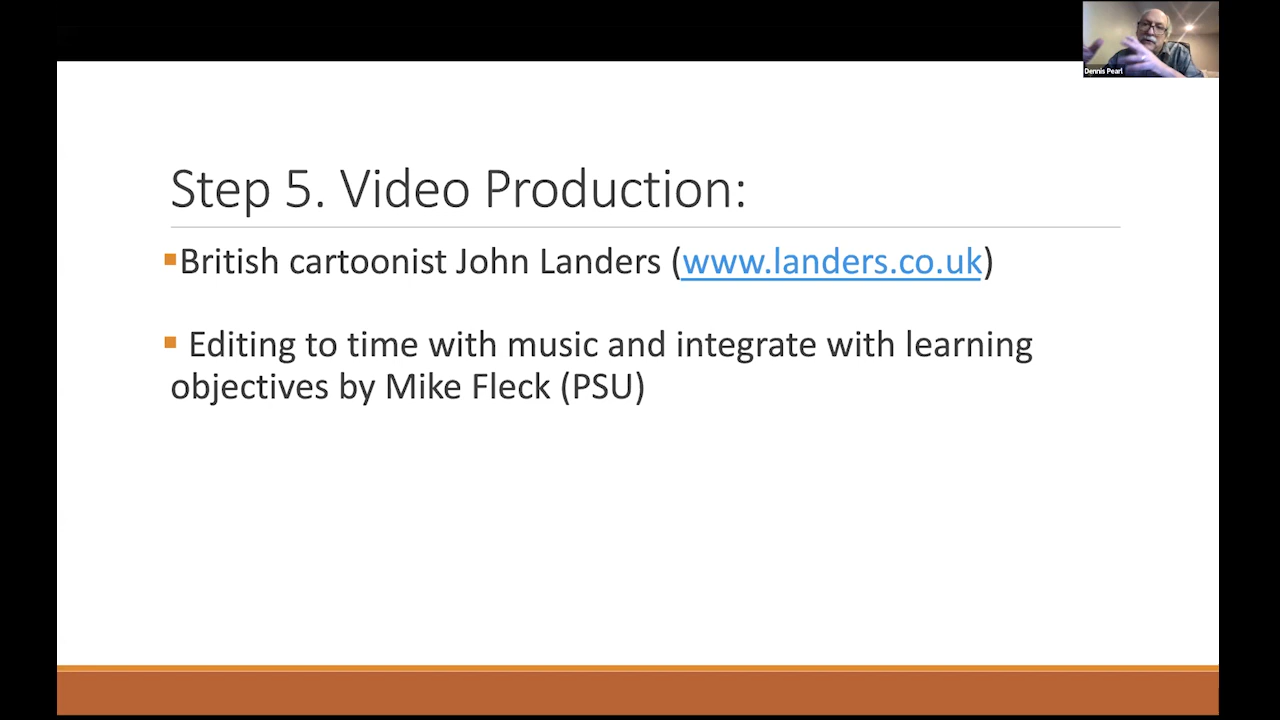 Dennis Pearl
Step 5. Video Production:
▪British cartoonist John Landers (www.landers.co.uk)
▪ Editing to time with music and integrate with learning
objectives by Mike Fleck (PSU)